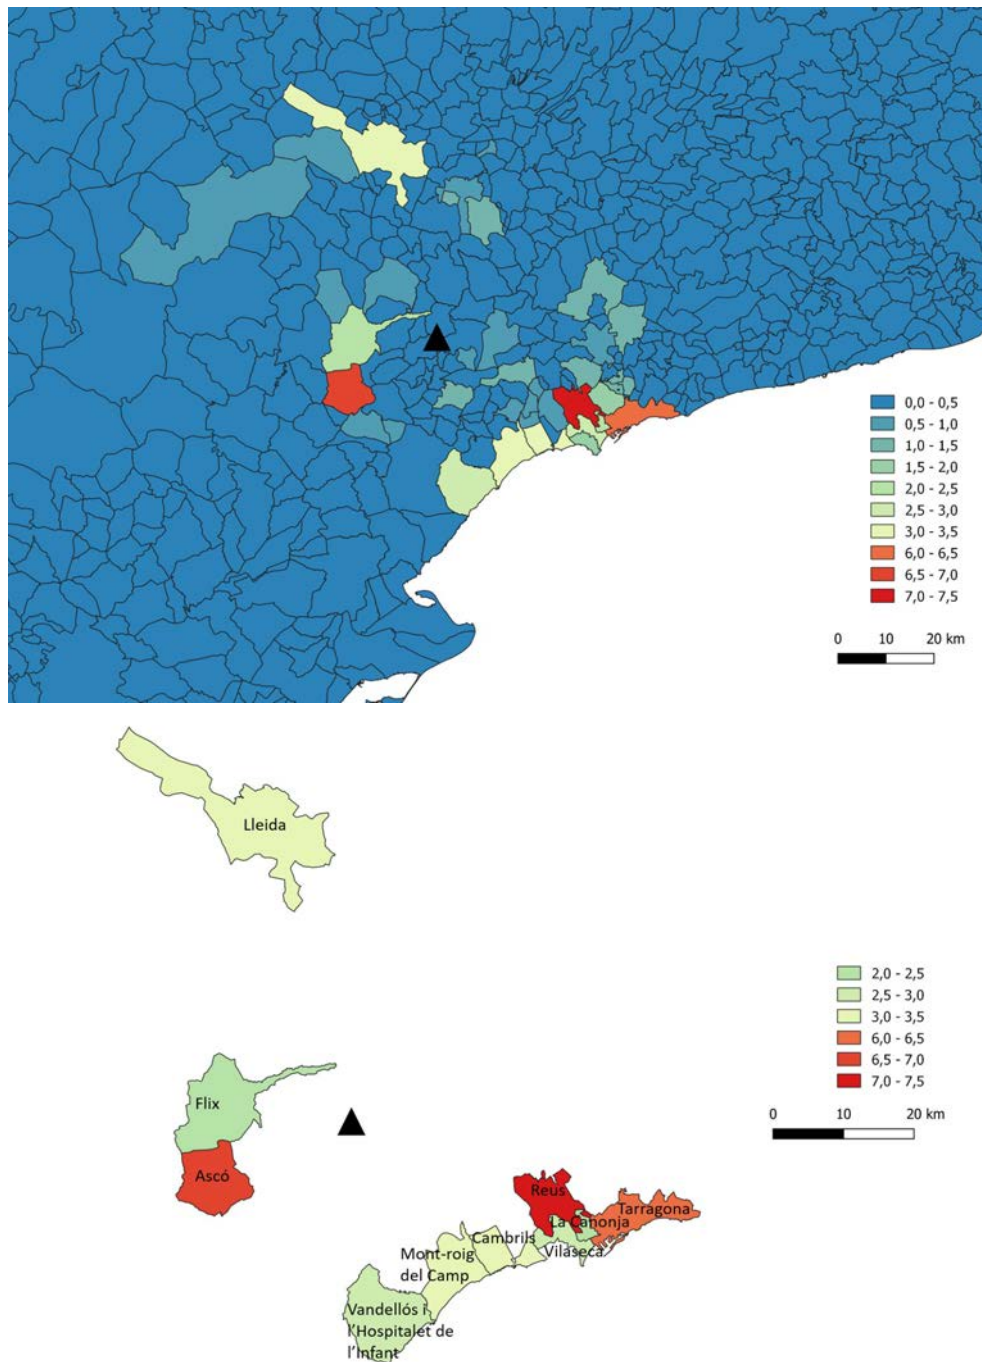 0,0 - 0,5
0,5 - 1,0
1,0 - 1,5
1,5 - 2,0
2,0 - 2,5
2,5 - 3,0
3,0 - 3,5
6,0 - 6,5
6,5 - 7,0
7,0 - 7,5
0 10 20 km
Lleida
2,0 - 2,5
2,5 - 3,0
3,0 - 3,5
6,0 - 6,5
6,5 - 7,0
7,0 - 7,5
0 10 20 km
Flix
Ascó
Reus
Tarragona
La Canonja
Cambrils
Vilaseca
Mont-roig
del Camp
Vandellós i
l'Hospitalet de
l'Infant